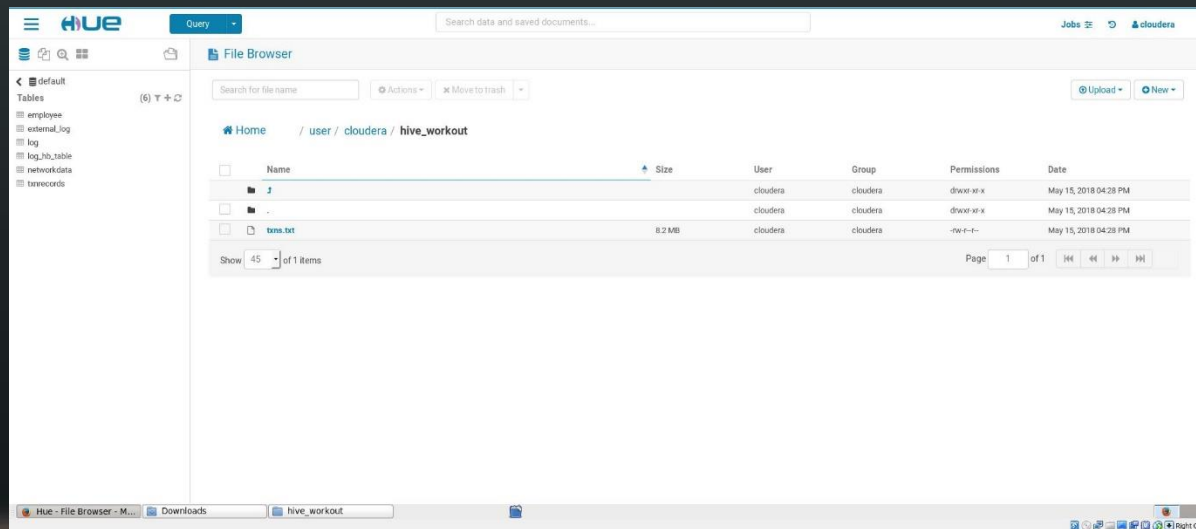 HUE Query Search data and saved documents... Jobs cloudera
File Browser
default
Tables (6)
employee
external_log
log
log_hb_table
networkdata
txnrecords
Search for file name Actions Move to trash Upload New
Home / user / cloudera / hive_workout
Name Size User Group Permissions Date
cloudera cloudera drwxr-xr-x May 15, 2018 04:28 PM
. cloudera cloudera drwxr-xr-x May 15, 2018 04:28 PM
txns.txt 8.2 MB cloudera cloudera -rw-r--r-- May 15, 2018 04:28 PM
Show 45 of 1 items Page 1 of 1
Hue - File Browser - M... Downloads hive_workout
Right C